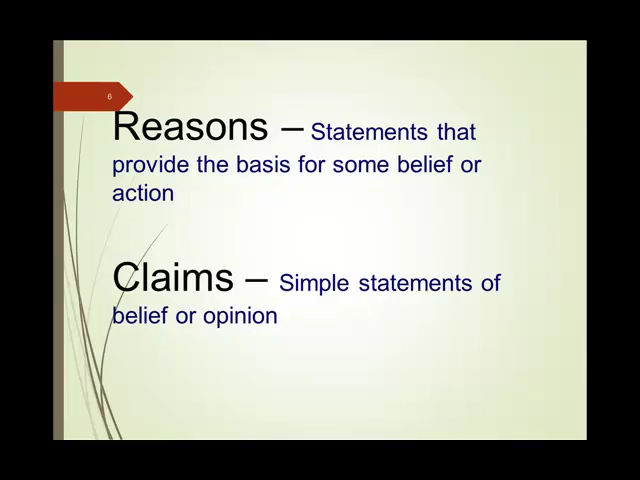 6
Reasons – Statements that
provide the basis for some belief or
action
Claims – Simple statements of
belief or opinion